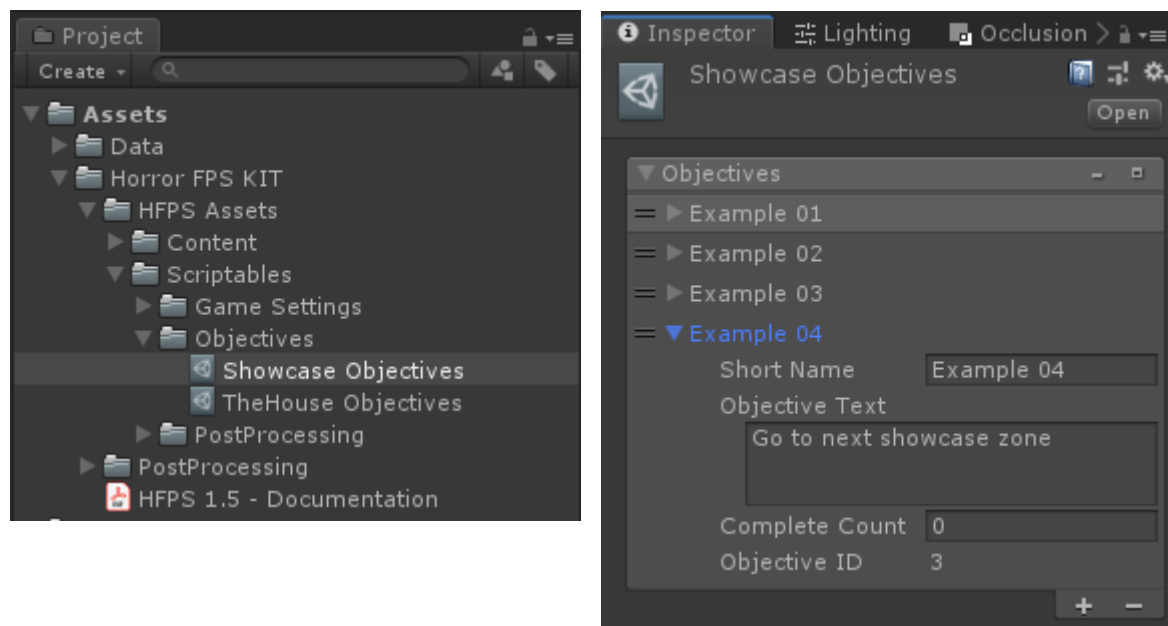 Project
Create
Assets
Data
Horror FPS KIT
HFPS Assets
Content
Scriptables
Game Settings
Objectives
Showcase Objectives
TheHouse Objectives
PostProcessing
PostProcessing
HFPS 1.5 - Documentation
Inspector Lighting Occlusion
Showcase Objectives
Open
Objectives
Example 01
Example 02
Example 03
Example 04
Short Name Example 04
Objective Text
Go to next showcase zone
Complete Count 0
Objective ID 3